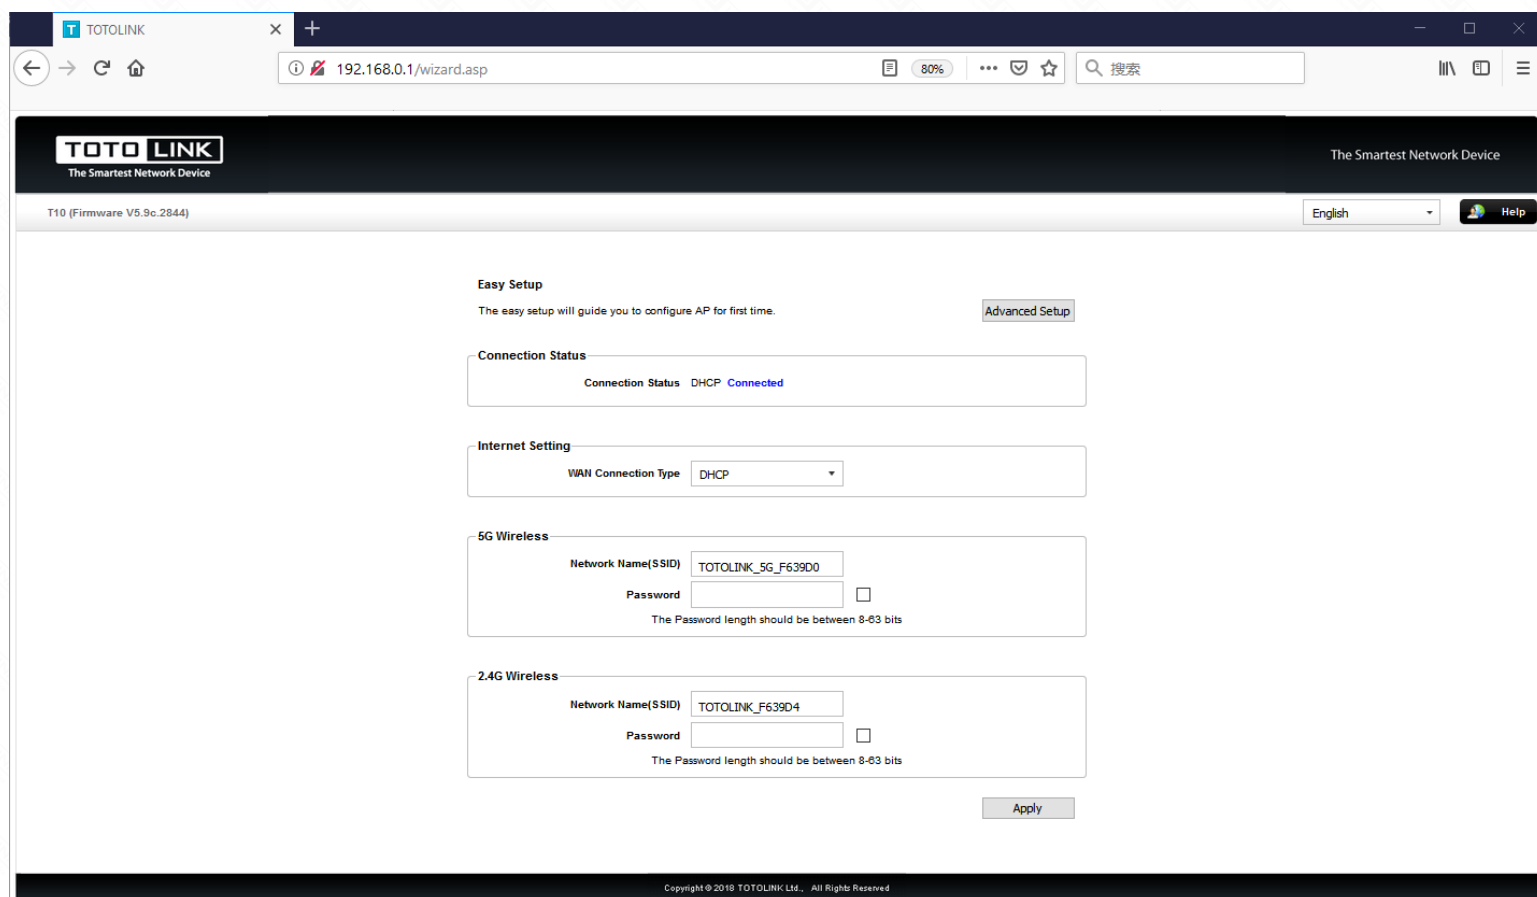 TOTOLINK
192.168.0.1/wizard.asp
80%
搜索
TOTO LINK
The Smartest Network Device
The Smartest Network Device
T10 (Firmware V5.9c.2844)
English
Help
Easy Setup
The easy setup will guide you to configure AP for first time.
Advanced Setup
Connection Status
Connection Status DHCP Connected
Internet Setting
WAN Connection Type DHCP
5G Wireless
Network Name(SSID) TOTOLINK_5G_F639D0
Password
The Password length should be between 8-63 bits
2.4G Wireless
Network Name(SSID) TOTOLINK_F639D4
Password
The Password length should be between 8-63 bits
Apply
Copyright © 2018 TOTOLINK Ltd., All Rights Reserved